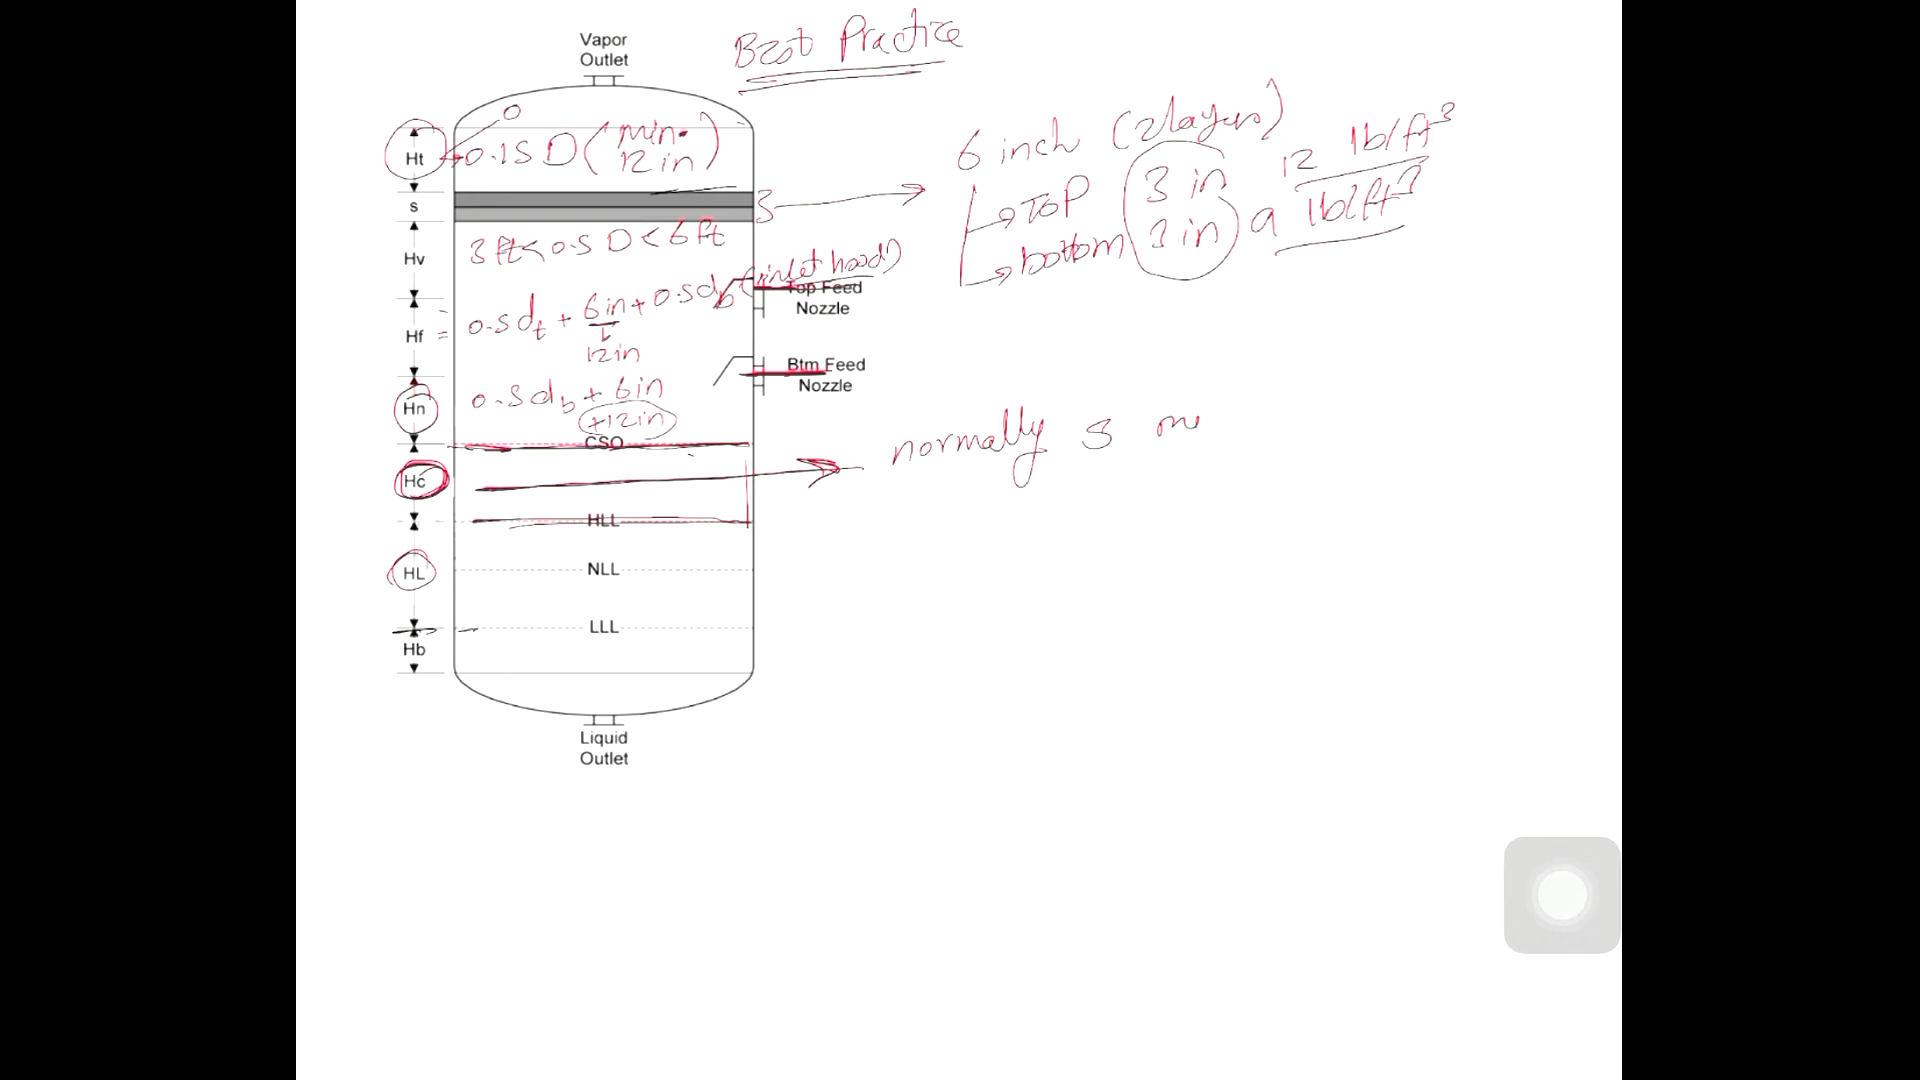 Best Practice
Vapor
Outlet
Ht
0.15 D (min. 12 in)
6 inch (2 layers)
TOP 3 in 12 lb/ft³
bottom 3 in 9 lb/ft³
s
3 ft < 0.5 D < 6 ft
Hv
(inlet hood)
Top Feed
Nozzle
Hf = 0.5 dt + 6 in + 0.5 db
12 in
Btm Feed
Nozzle
Hn
0.5 db + 6 in
+12 in
CSO
normally 5 m
Hc
HLL
HL
NLL
LLL
Hb
Liquid
Outlet